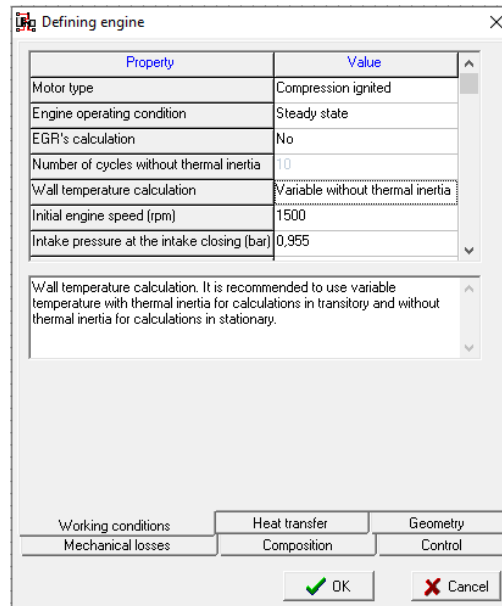 Defining engine
Property Value
Motor type Compression ignited
Engine operating condition Steady state
EGR's calculation No
Number of cycles without thermal inertia 10
Wall temperature calculation Variable without thermal inertia
Initial engine speed (rpm) 1500
Intake pressure at the intake closing (bar) 0,955
Wall temperature calculation. It is recommended to use variable
temperature with thermal inertia for calculations in transitory and without
thermal inertia for calculations in stationary.
Working conditions Heat transfer Geometry
Mechanical losses Composition Control
OK Cancel